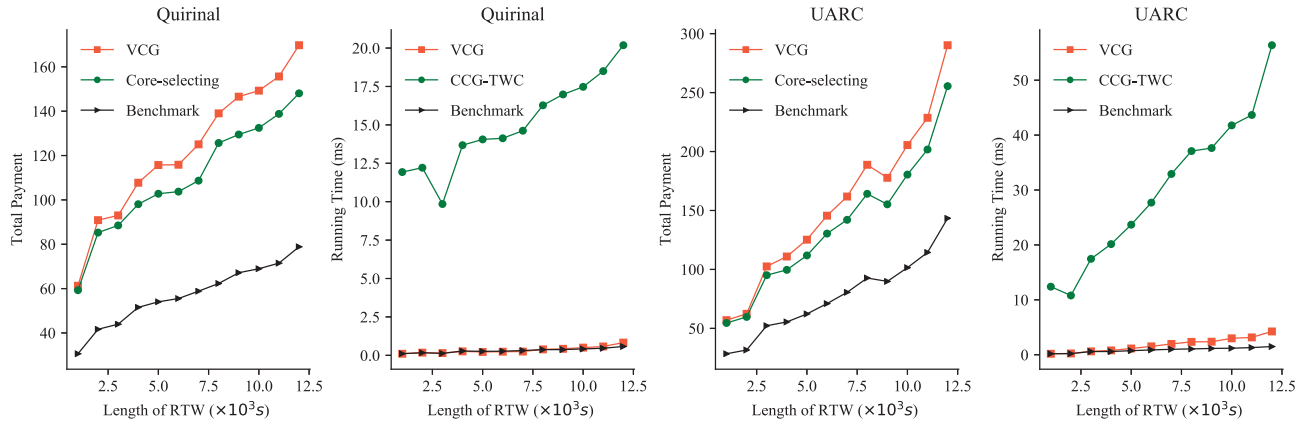 Quirinal
VCG
Core-selecting
Benchmark
160
140
120
100
80
60
40
Total Payment
2.5
5.0
7.5
10.0
12.5
Length of RTW (×10³s)
Quirinal
VCG
CCG-TWC
Benchmark
20.0
17.5
15.0
12.5
10.0
7.5
5.0
2.5
0.0
Running Time (ms)
2.5
5.0
7.5
10.0
12.5
Length of RTW (×10³s)
UARC
VCG
Core-selecting
Benchmark
300
250
200
150
100
50
Total Payment
2.5
5.0
7.5
10.0
12.5
Length of RTW (×10³s)
UARC
VCG
CCG-TWC
Benchmark
50
40
30
20
10
0
Running Time (ms)
2.5
5.0
7.5
10.0
12.5
Length of RTW (×10³s)